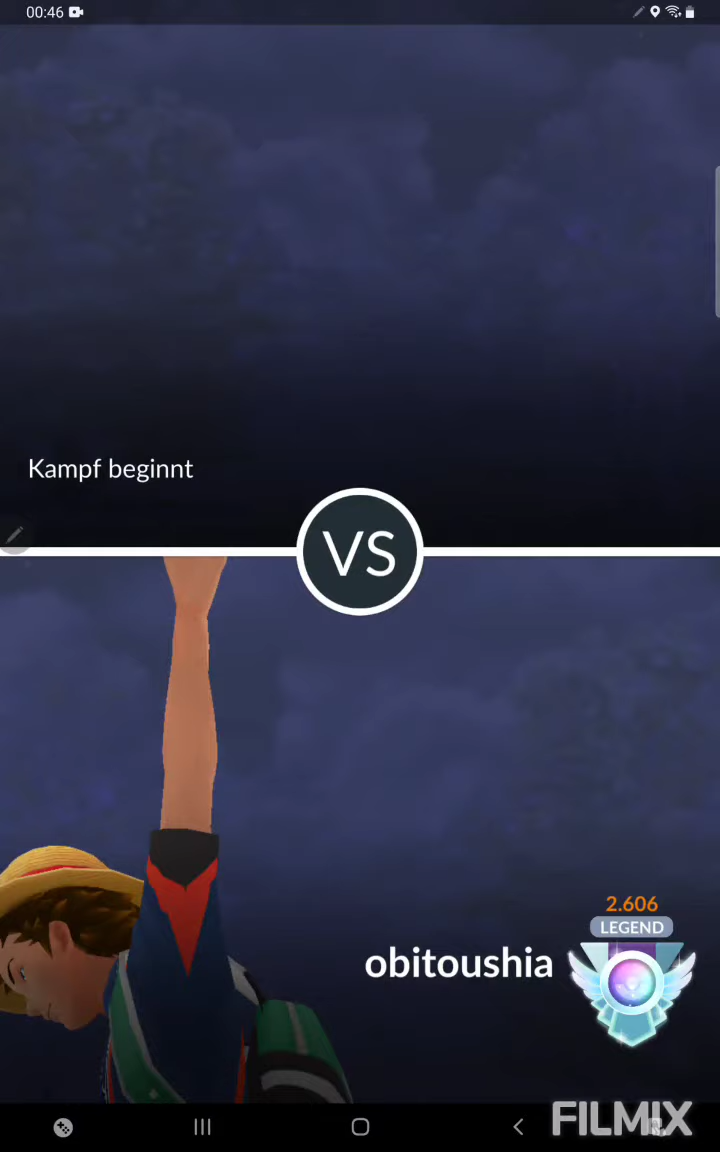 00:46
Kampf beginnt
VS
2.606
LEGEND
obitoushia
FILMIX